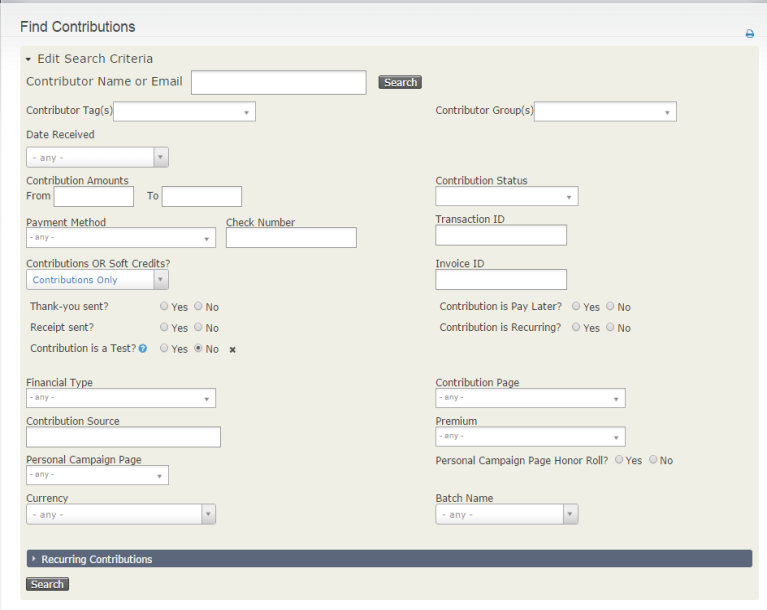 Find Contributions
Edit Search Criteria
Contributor Name or Email Search
Contributor Tag(s) Contributor Group(s)
Date Received
- any -
Contribution Amounts Contribution Status
From To
Payment Method Check Number Transaction ID
- any -
Contributions OR Soft Credits? Invoice ID
Contributions Only
Thank-you sent? Yes No Contribution is Pay Later? Yes No
Receipt sent? Yes No Contribution is Recurring? Yes No
Contribution is a Test? ? Yes No x
Financial Type Contribution Page
- any - - any -
Contribution Source Premium
- any -
Personal Campaign Page Personal Campaign Page Honor Roll? Yes No
- any -
Currency Batch Name
- any - - any -
Recurring Contributions
Search